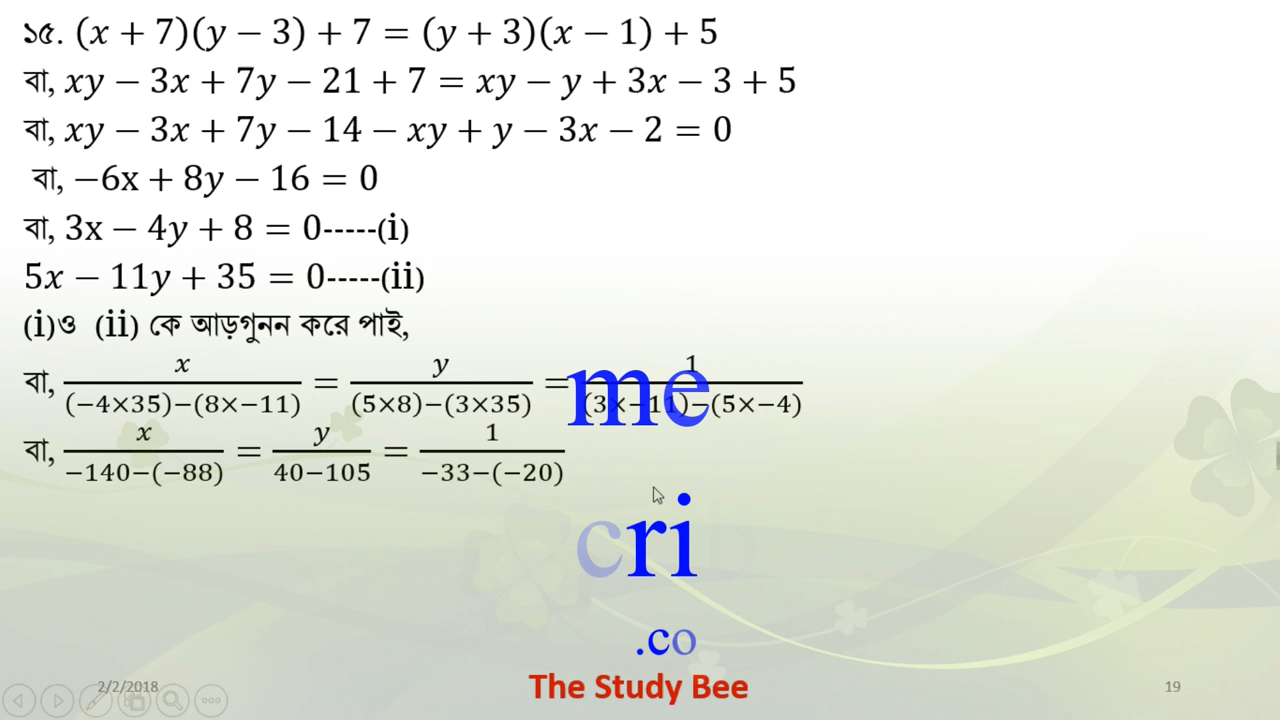 ১৫. (x + 7)(y − 3) + 7 = (y + 3)(x − 1) + 5
বা, xy − 3x + 7y − 21 + 7 = xy − y + 3x − 3 + 5
বা, xy − 3x + 7y − 14 − xy + y − 3x − 2 = 0
বা, −6x + 8y − 16 = 0
বা, 3x − 4y + 8 = 0-----(i)
5x − 11y + 35 = 0-----(ii)
(i)ও (ii) কে আড়গুনন করে পাই,
বা, x/((−4×35)−(8×−11)) = y/((5×8)−(3×35)) = 1/((3×−11)−(5×−4))
me
বা, x/(−140−(−88)) = y/(40−105) = 1/(−33−(−20))
cri
.co
The Study Bee
2/2/2018
19